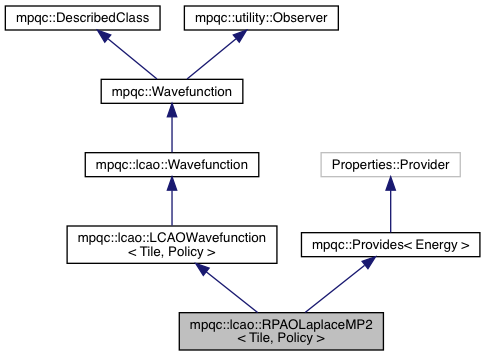 mpqc::DescribedClass
mpqc::utility::Observer
mpqc::Wavefunction
mpqc::lcao::Wavefunction
Properties::Provider
mpqc::lcao::LCAOWavefunction
< Tile, Policy >
mpqc::Provides< Energy >
mpqc::lcao::RPAOLaplaceMP2
< Tile, Policy >